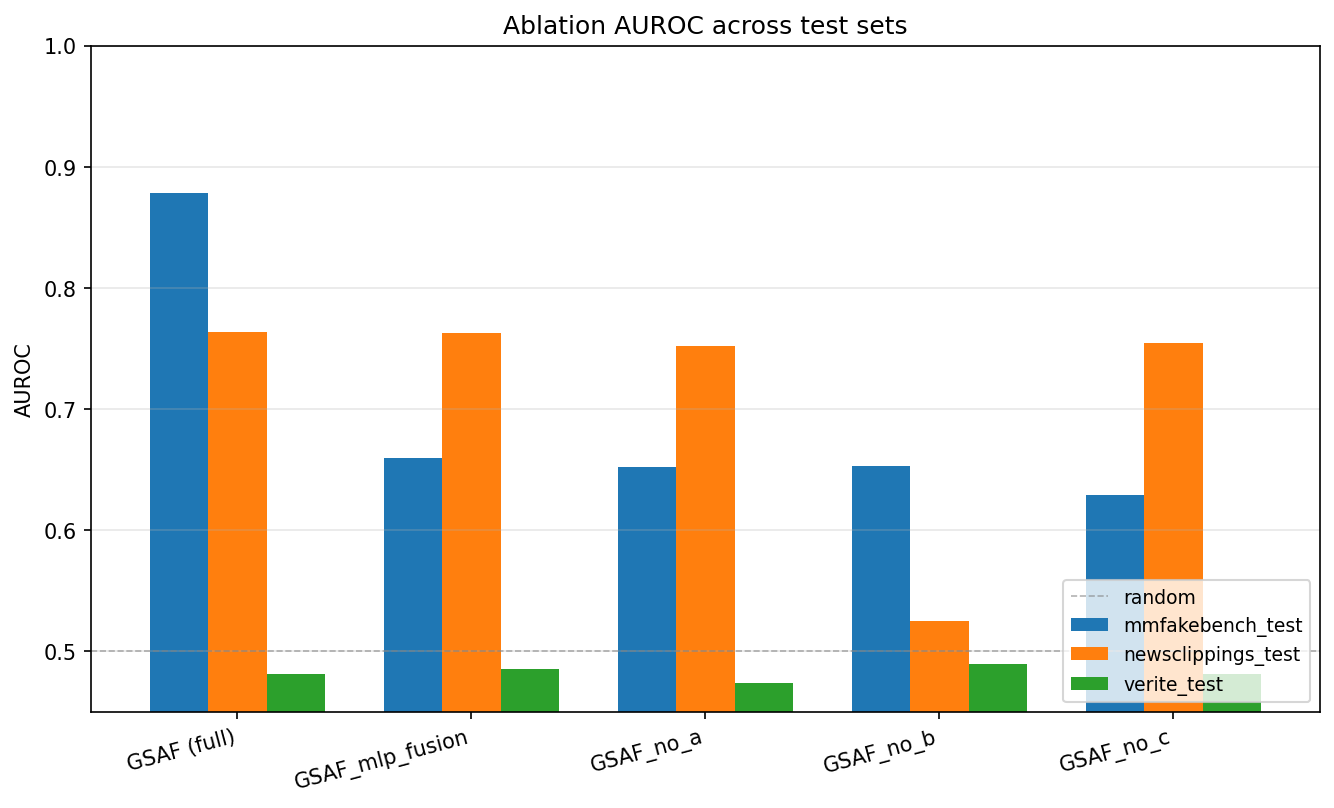 Ablation AUROC across test sets
AUROC
1.0
0.9
0.8
0.7
0.6
0.5
random
mmfakebench_test
newsclippings_test
verite_test
GSAF (full)
GSAF_mlp_fusion
GSAF_no_a
GSAF_no_b
GSAF_no_c